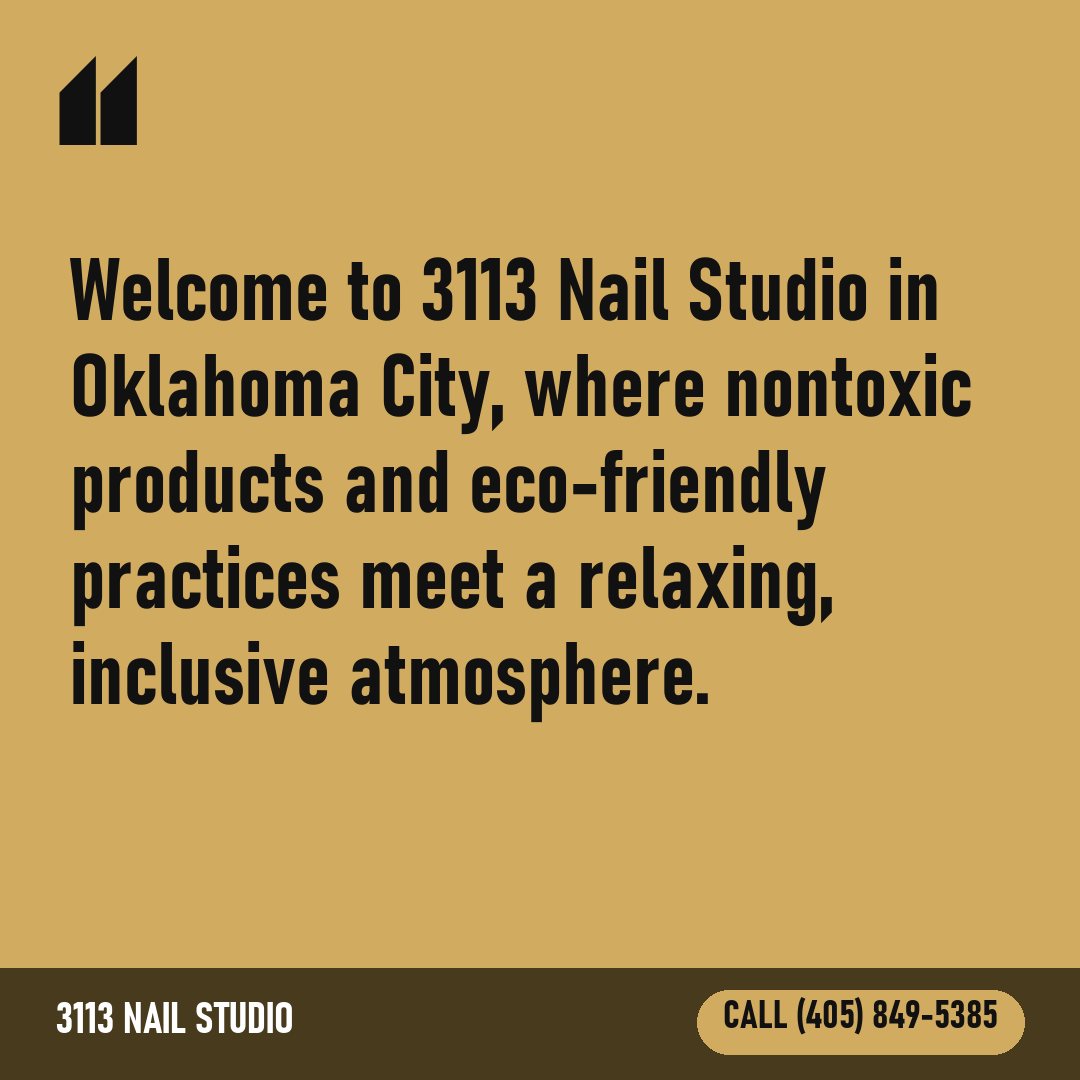 Welcome to 3113 Nail Studio in
Oklahoma City, where nontoxic
products and eco-friendly
practices meet a relaxing,
inclusive atmosphere.
3113 NAIL STUDIO
CALL (405) 849-5385